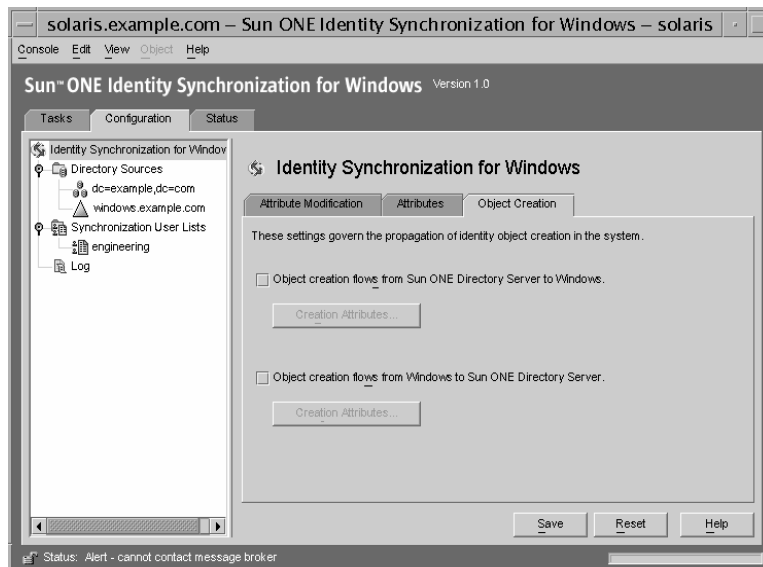 solaris.example.com – Sun ONE Identity Synchronization for Windows – solaris
Console Edit View Object Help
Sun™ ONE Identity Synchronization for Windows Version 1.0
Tasks Configuration Status
Identity Synchronization for Window
Directory Sources
dc=example,dc=com
windows.example.com
Synchronization User Lists
engineering
Log
Identity Synchronization for Windows
Attribute Modification Attributes Object Creation
These settings govern the propagation of identity object creation in the system.
Object creation flows from Sun ONE Directory Server to Windows.
Creation Attributes...
Object creation flows from Windows to Sun ONE Directory Server.
Creation Attributes...
Save Reset Help
Status: Alert - cannot contact message broker